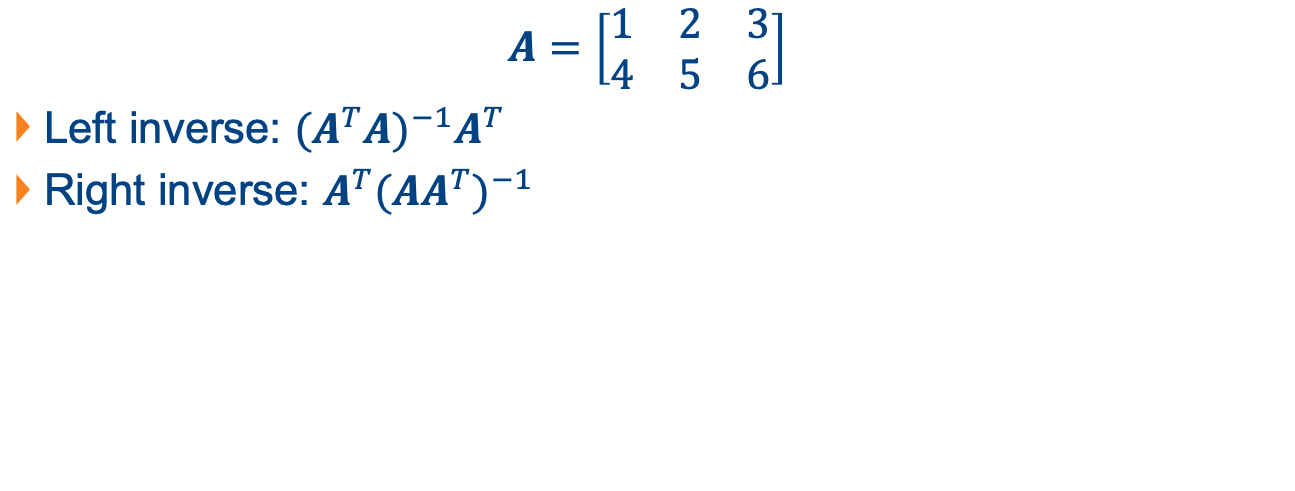 A = [1 2 3
4 5 6]
Left inverse: (AᵀA)⁻¹Aᵀ
Right inverse: Aᵀ(AAᵀ)⁻¹